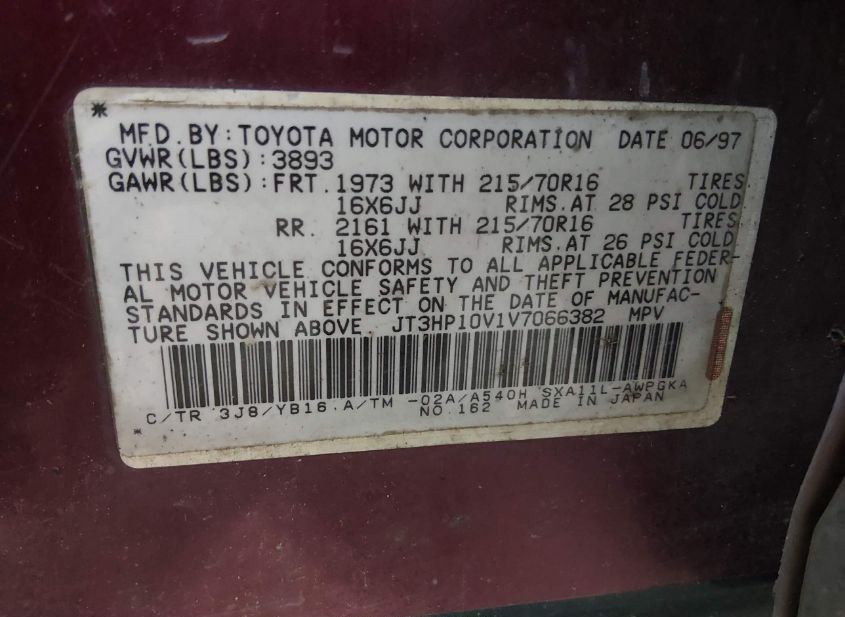 *
MFD. BY: TOYOTA MOTOR CORPORATION DATE 06/97
GVWR(LBS):3893
GAWR(LBS):FRT. 1973 WITH 215/70R16 TIRES
16X6JJ RIMS.AT 28 PSI COLD
RR. 2161 WITH 215/70R16 TIRES
16X6JJ RIMS.AT 26 PSI COLD
THIS VEHICLE CONFORMS TO ALL APPLICABLE FEDER-
AL MOTOR VEHICLE SAFETY AND THEFT PREVENTION
STANDARDS IN EFFECT ON THE DATE OF MANUFAC-
TURE SHOWN ABOVE. JT3HP10V1V7066382 MPV
C/TR 3J8/YB16.A/TM -02A/A540H SXA11L-AWPGKA
* NO.162 MADE IN JAPAN